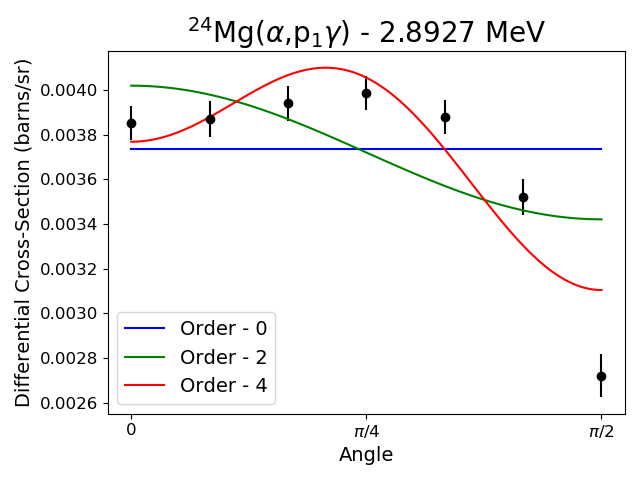 ²⁴Mg(α,p₁γ) - 2.8927 MeV
Differential Cross-Section (barns/sr)
0.0040
0.0038
0.0036
0.0034
0.0032
0.0030
0.0028
0.0026
Order - 0
Order - 2
Order - 4
0 π/4 π/2
Angle